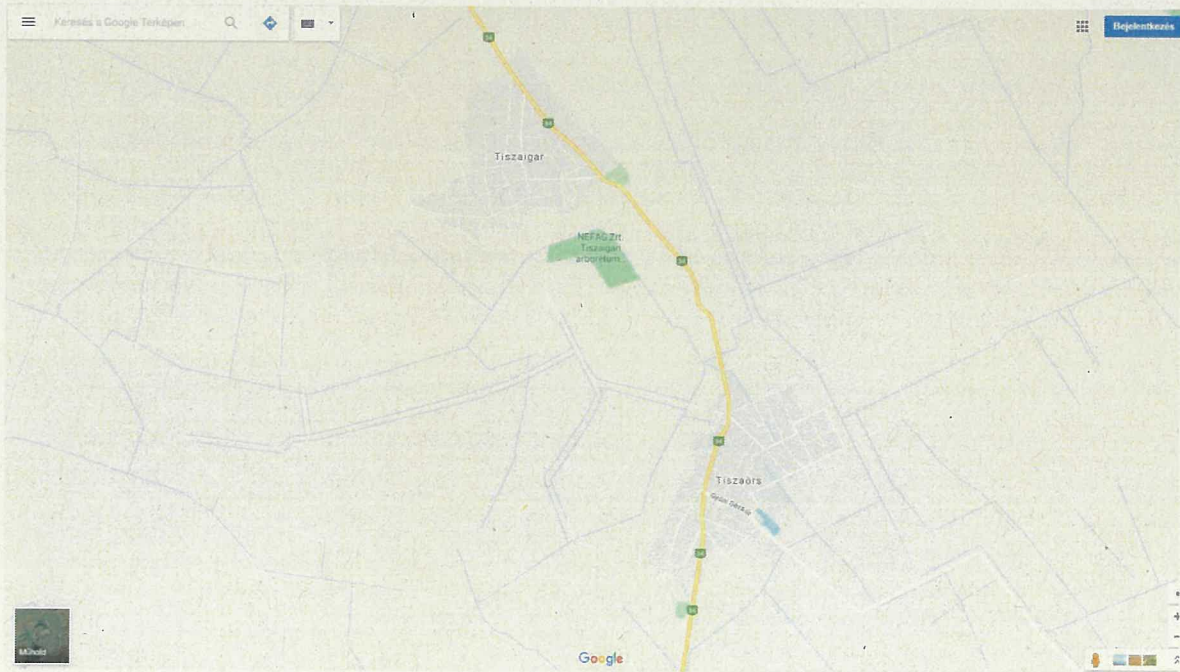 Keresés a Google Térképen
Bejelentkezés
34
34
Tiszaigar
NEFAG Zrt.
Tiszaigari
arborétum...
34
34
Tiszaörs
34
34
Műhold
Google